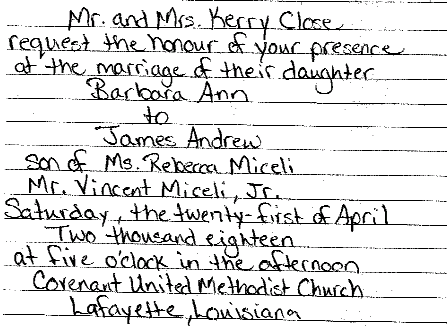 Mr. and Mrs. Kerry Close
request the honour of your presence
at the marriage of their daughter
Barbara Ann
to
James Andrew
son of Ms. Rebecca Miceli
Mr. Vincent Miceli, Jr.
Saturday, the twenty-first of April
Two thousand eighteen
at five o'clock in the afternoon
Covenant United Methodist Church
Lafayette, Louisiana